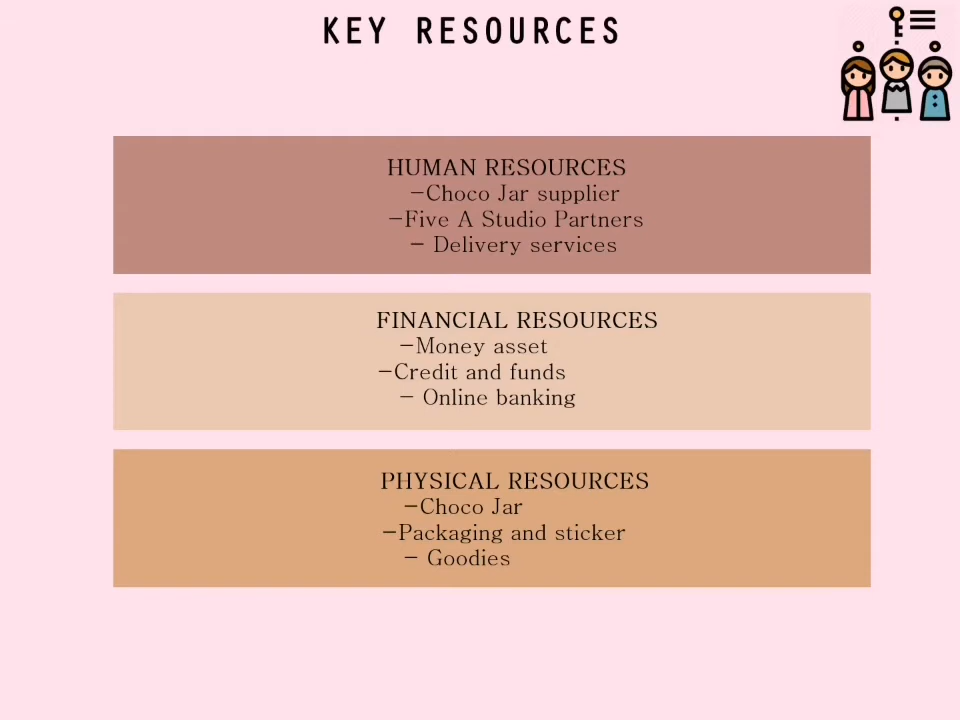 KEY RESOURCES
HUMAN RESOURCES
-Choco Jar supplier
-Five A Studio Partners
- Delivery services
FINANCIAL RESOURCES
-Money asset
-Credit and funds
- Online banking
PHYSICAL RESOURCES
-Choco Jar
-Packaging and sticker
- Goodies